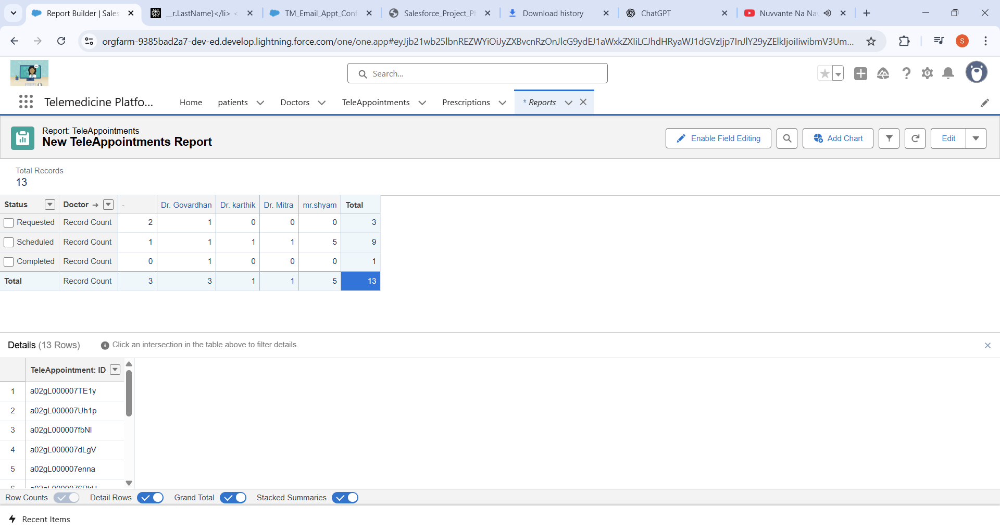 Report Builder | Sales
__r.LastName}</li> <
TM_Email_Appt_Conf
Salesforce_Project_Ph
Download history
ChatGPT
Nuvvante Na Nav
orgfarm-9385bad2a7-dev-ed.develop.lightning.force.com/one/one.app#eyJjb21wb25lbnREZWYiOiJyZXBvcnRzOnJlcG9ydEJ1aWxkZXIiLCJhdHRyaWJ1dGVzIjp7InJlY29yZElkIjoiIiwibmV3Um...
S
Search...
Telemedicine Platfo...
Home
patients
Doctors
TeleAppointments
Prescriptions
* Reports
Report: TeleAppointments
New TeleAppointments Report
Enable Field Editing
Add Chart
Edit
Total Records
13
Status Doctor → - Dr. Govardhan Dr. karthik Dr. Mitra mr.shyam Total
Requested Record Count 2 1 0 0 0 3
Scheduled Record Count 1 1 1 1 5 9
Completed Record Count 0 1 0 0 0 1
Total Record Count 3 3 1 1 5 13
Details (13 Rows) Click an intersection in the table above to filter details.
TeleAppointment: ID
1 a02gL000007TE1y
2 a02gL000007Uh1p
3 a02gL000007fbNl
4 a02gL000007dLgV
5 a02gL000007enna
6
Row Counts Detail Rows Grand Total Stacked Summaries
Recent Items